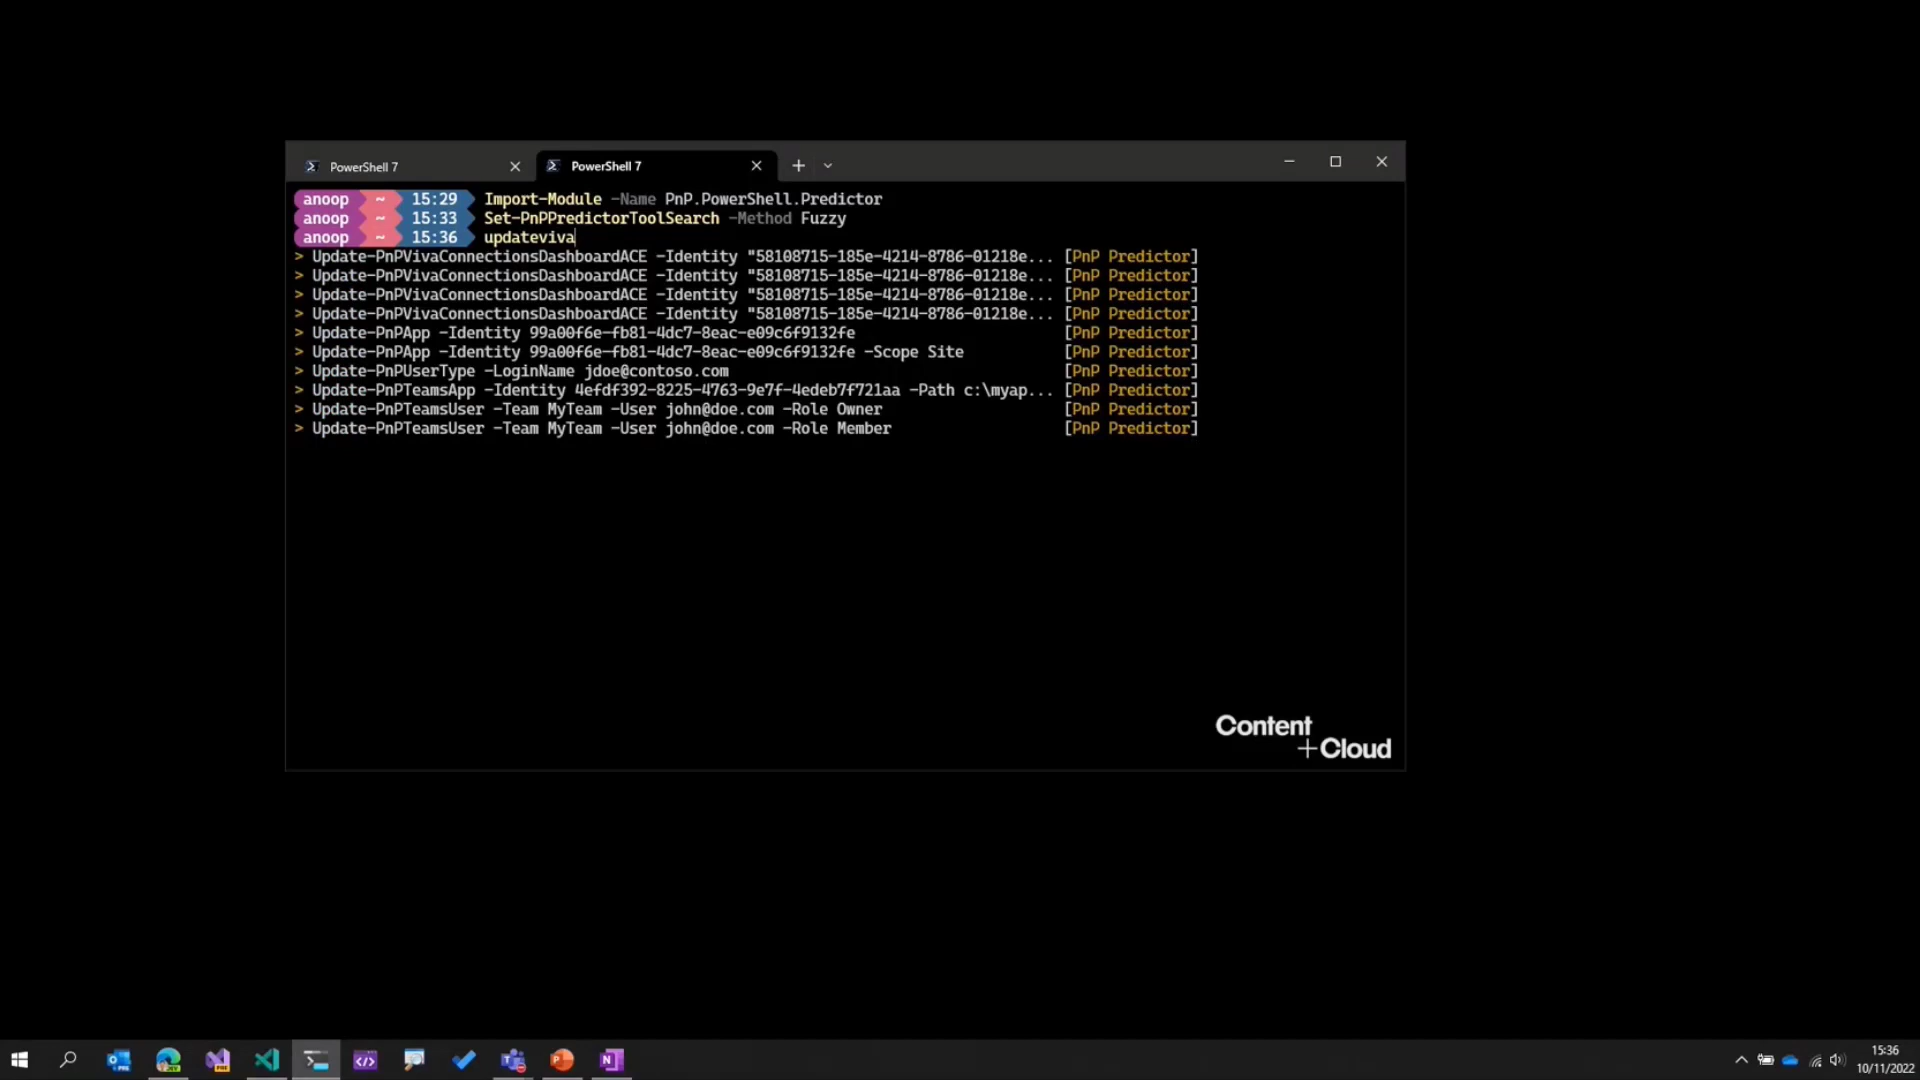 PowerShell 7
PowerShell 7
anoop ~ 15:29 Import-Module -Name PnP.PowerShell.Predictor
anoop ~ 15:33 Set-PnPPredictorToolSearch -Method Fuzzy
anoop ~ 15:36 updateviva
> Update-PnPVivaConnectionsDashboardACE -Identity "58108715-185e-4214-8786-01218e... [PnP Predictor]
> Update-PnPVivaConnectionsDashboardACE -Identity "58108715-185e-4214-8786-01218e... [PnP Predictor]
> Update-PnPVivaConnectionsDashboardACE -Identity "58108715-185e-4214-8786-01218e... [PnP Predictor]
> Update-PnPVivaConnectionsDashboardACE -Identity "58108715-185e-4214-8786-01218e... [PnP Predictor]
> Update-PnPApp -Identity 99a00f6e-fb81-4dc7-8eac-e09c6f9132fe [PnP Predictor]
> Update-PnPApp -Identity 99a00f6e-fb81-4dc7-8eac-e09c6f9132fe -Scope Site [PnP Predictor]
> Update-PnPUserType -LoginName jdoe@contoso.com [PnP Predictor]
> Update-PnPTeamsApp -Identity 4efdf392-8225-4763-9e7f-4edeb7f721aa -Path c:\myap... [PnP Predictor]
> Update-PnPTeamsUser -Team MyTeam -User john@doe.com -Role Owner [PnP Predictor]
> Update-PnPTeamsUser -Team MyTeam -User john@doe.com -Role Member [PnP Predictor]
Content
+Cloud
15:36
10/11/2022